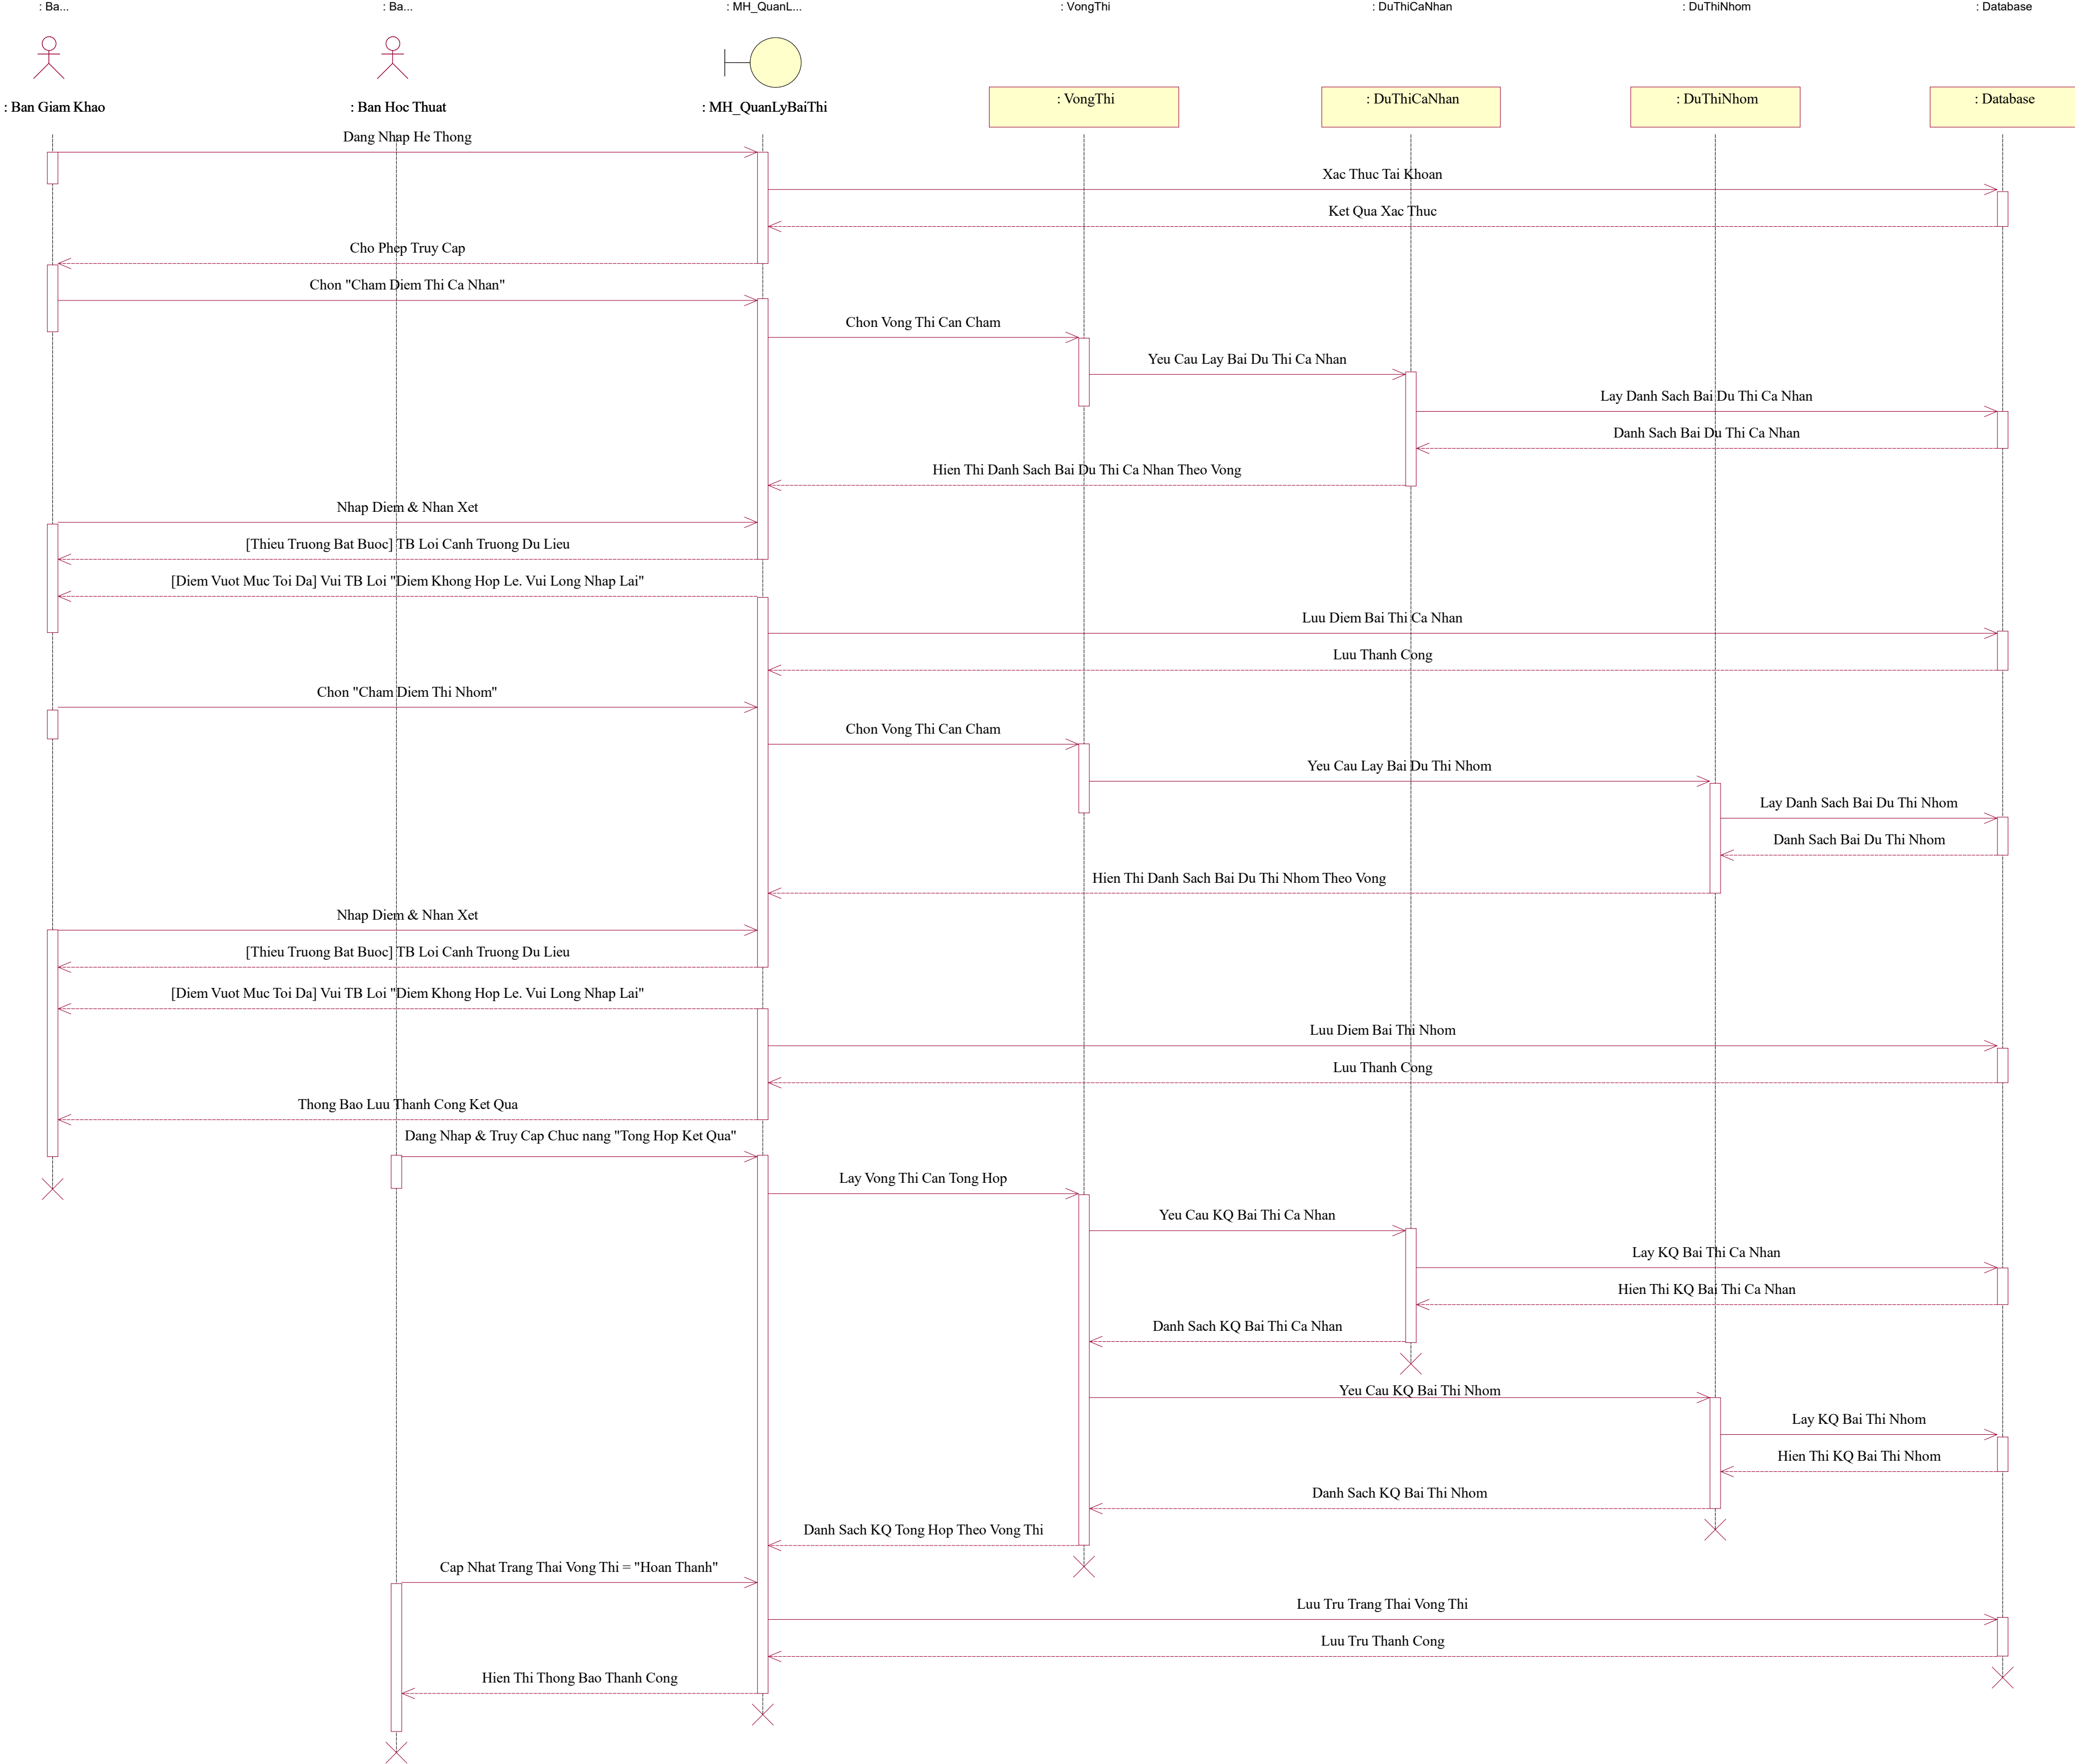 : Ba...
: Ba...
: MH_QuanL...
: VongThi
: DuThiCaNhan
: DuThiNhom
: Database
: Ban Giam Khao
: Ban Hoc Thuat
: MH_QuanLyBaiThi
: VongThi
: DuThiCaNhan
: DuThiNhom
: Database
Dang Nhap He Thong
Xac Thuc Tai Khoan
Ket Qua Xac Thuc
Cho Phep Truy Cap
Chon "Cham Diem Thi Ca Nhan"
Chon Vong Thi Can Cham
Yeu Cau Lay Bai Du Thi Ca Nhan
Lay Danh Sach Bai Du Thi Ca Nhan
Danh Sach Bai Du Thi Ca Nhan
Hien Thi Danh Sach Bai Du Thi Ca Nhan Theo Vong
Nhap Diem & Nhan Xet
[Thieu Truong Bat Buoc] TB Loi Canh Truong Du Lieu
[Diem Vuot Muc Toi Da] Vui TB Loi "Diem Khong Hop Le. Vui Long Nhap Lai"
Luu Diem Bai Thi Ca Nhan
Luu Thanh Cong
Chon "Cham Diem Thi Nhom"
Chon Vong Thi Can Cham
Yeu Cau Lay Bai Du Thi Nhom
Lay Danh Sach Bai Du Thi Nhom
Danh Sach Bai Du Thi Nhom
Hien Thi Danh Sach Bai Du Thi Nhom Theo Vong
Nhap Diem & Nhan Xet
[Thieu Truong Bat Buoc] TB Loi Canh Truong Du Lieu
[Diem Vuot Muc Toi Da] Vui TB Loi "Diem Khong Hop Le. Vui Long Nhap Lai"
Luu Diem Bai Thi Nhom
Luu Thanh Cong
Thong Bao Luu Thanh Cong Ket Qua
Dang Nhap & Truy Cap Chuc nang "Tong Hop Ket Qua"
Lay Vong Thi Can Tong Hop
Yeu Cau KQ Bai Thi Ca Nhan
Lay KQ Bai Thi Ca Nhan
Hien Thi KQ Bai Thi Ca Nhan
Danh Sach KQ Bai Thi Ca Nhan
Yeu Cau KQ Bai Thi Nhom
Lay KQ Bai Thi Nhom
Hien Thi KQ Bai Thi Nhom
Danh Sach KQ Bai Thi Nhom
Danh Sach KQ Tong Hop Theo Vong Thi
Cap Nhat Trang Thai Vong Thi = "Hoan Thanh"
Luu Tru Trang Thai Vong Thi
Luu Tru Thanh Cong
Hien Thi Thong Bao Thanh Cong